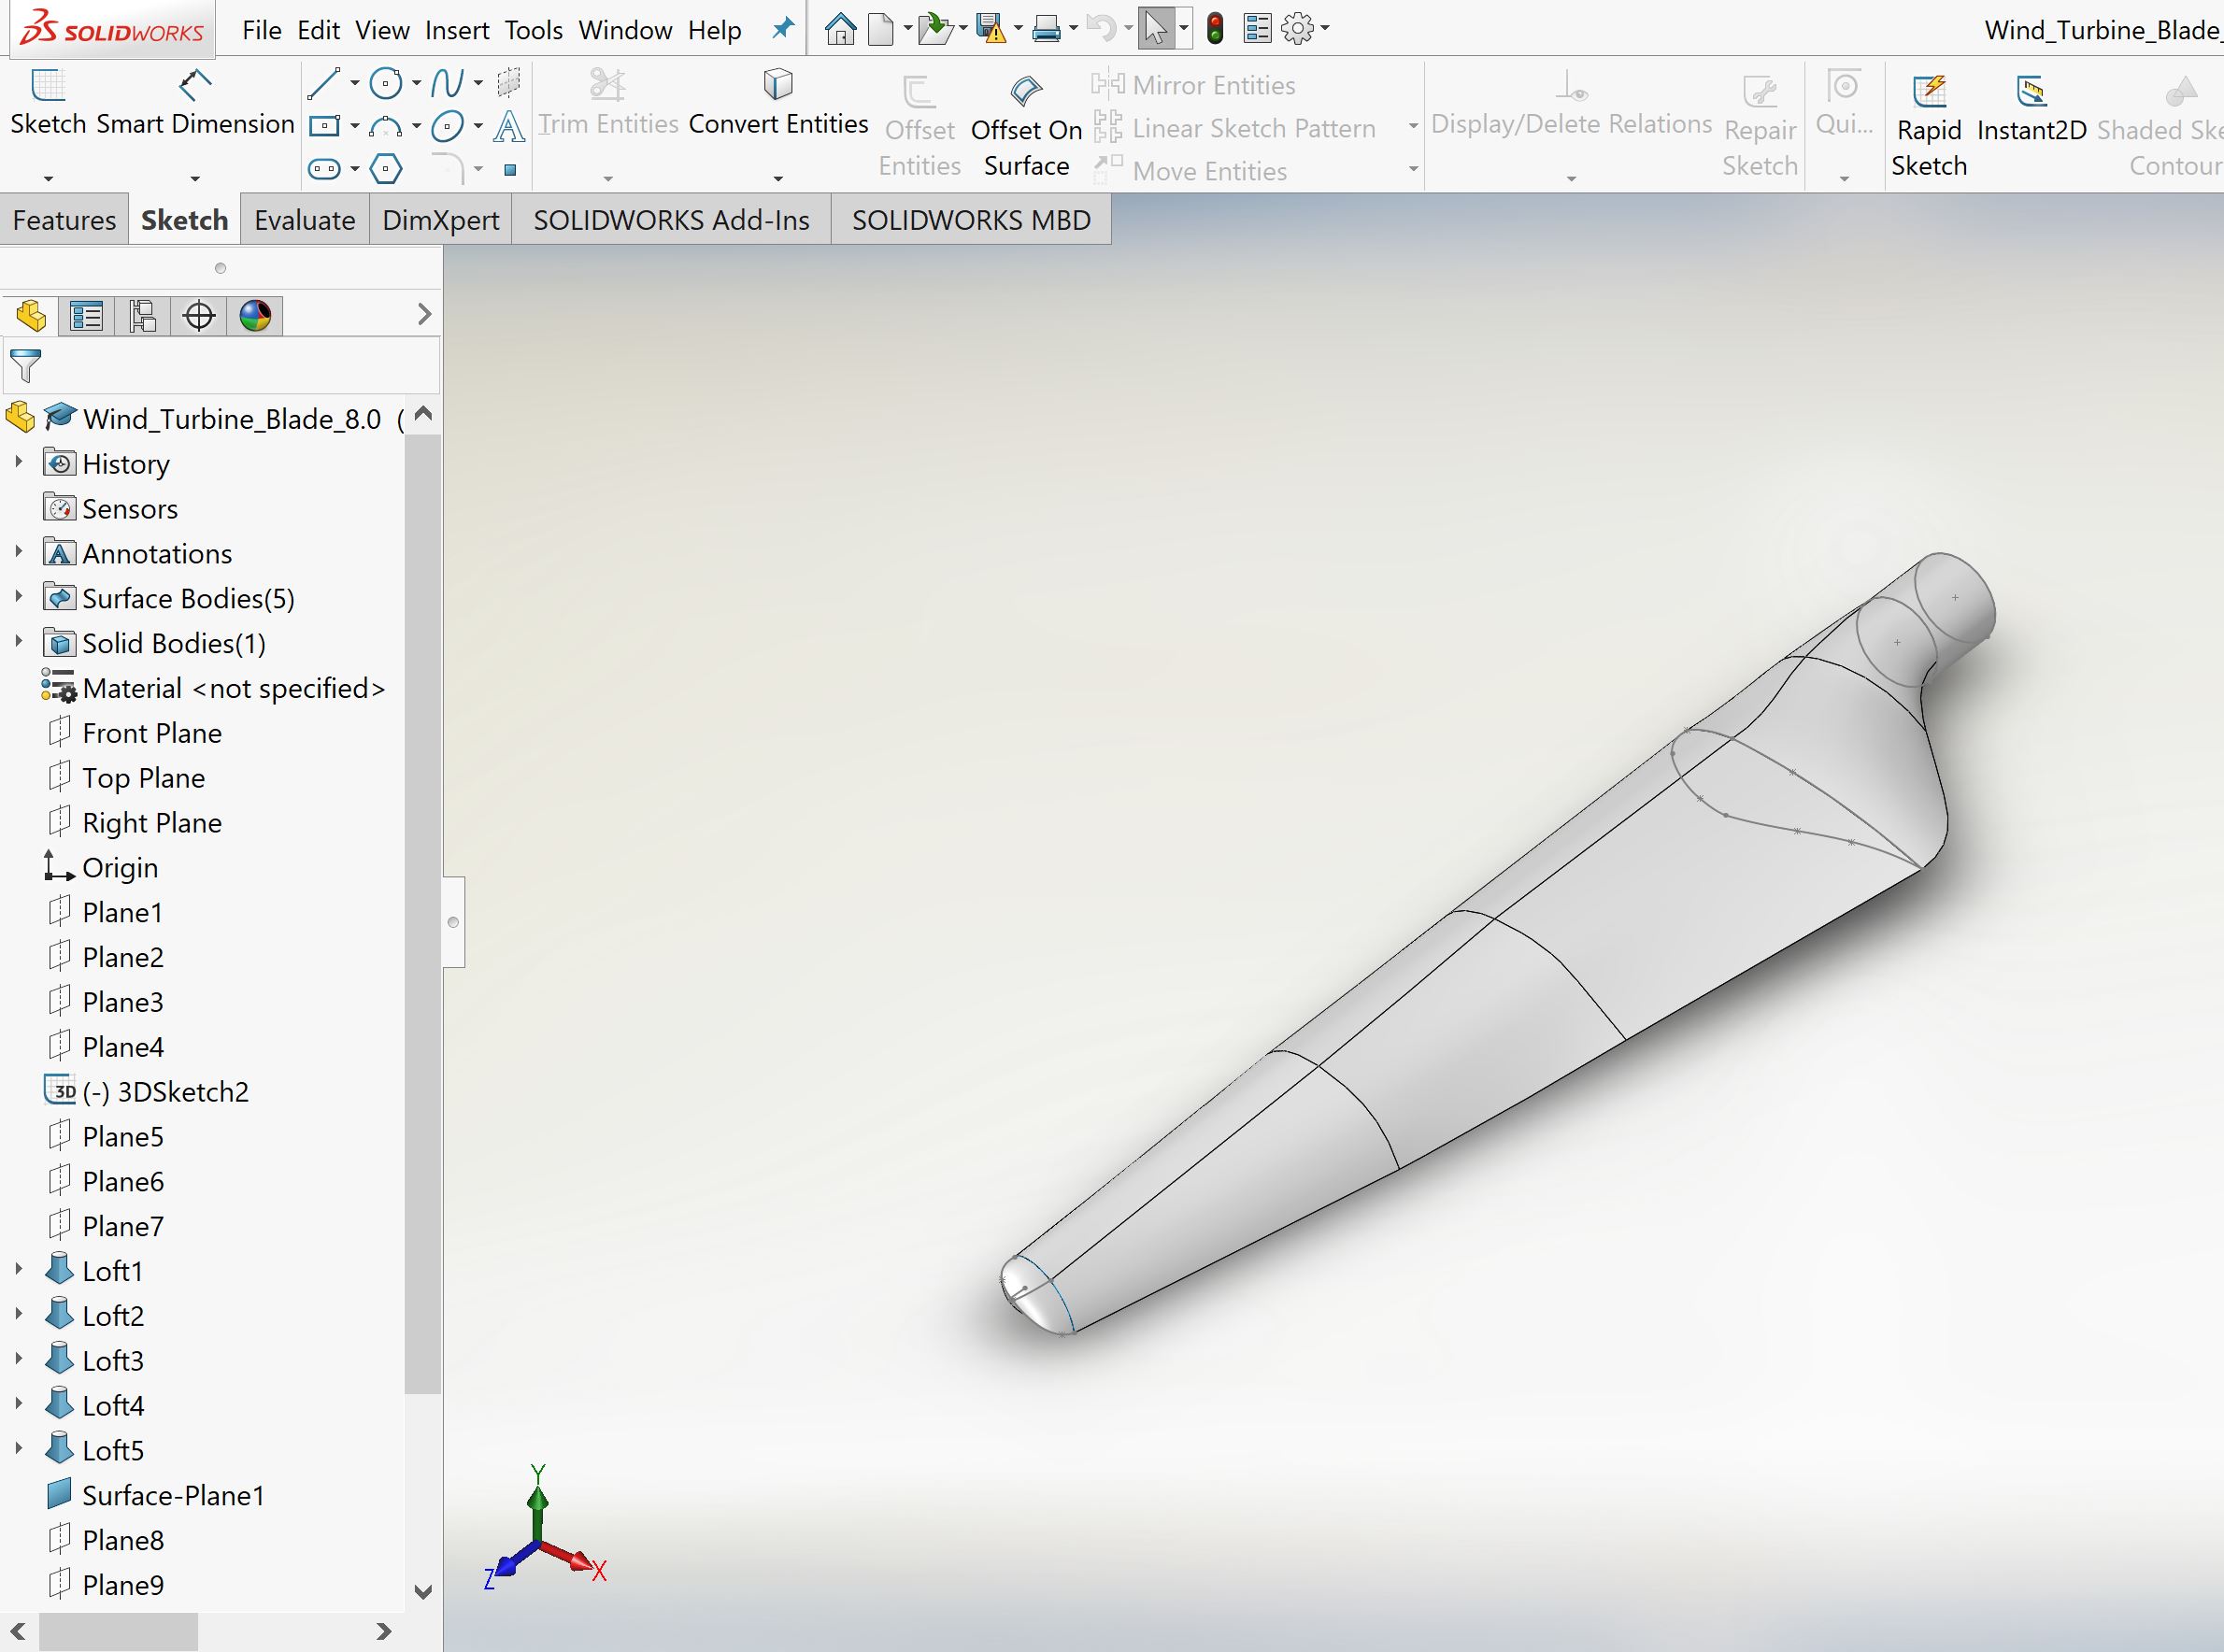 SOLIDWORKS File Edit View Insert Tools Window Help Wind_Turbine_Blade_
Sketch Smart Dimension Trim Entities Convert Entities Offset Entities Offset On Surface Mirror Entities Linear Sketch Pattern Move Entities Display/Delete Relations Repair Sketch Qui... Rapid Sketch Instant2D Shaded Ske Contour
Features Sketch Evaluate DimXpert SOLIDWORKS Add-Ins SOLIDWORKS MBD
Wind_Turbine_Blade_8.0 (
History
Sensors
Annotations
Surface Bodies(5)
Solid Bodies(1)
Material <not specified>
Front Plane
Top Plane
Right Plane
Origin
Plane1
Plane2
Plane3
Plane4
3D (-) 3DSketch2
Plane5
Plane6
Plane7
Loft1
Loft2
Loft3
Loft4
Loft5
Surface-Plane1
Plane8
Plane9
Y
Z
X